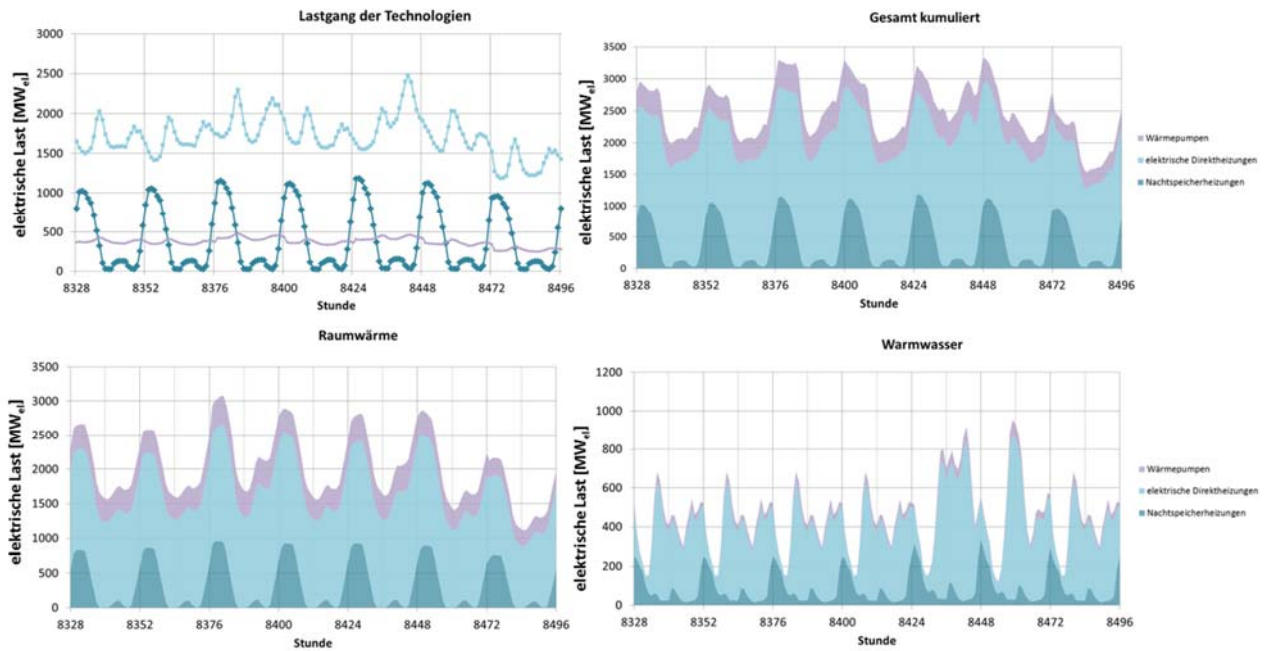 Lastgang der Technologien
elektrische Last [MWel]
3000
2500
2000
1500
1000
500
0
8328 8352 8376 8400 8424 8448 8472 8496
Stunde
Gesamt kumuliert
elektrische Last [MWel]
3500
3000
2500
2000
1500
1000
500
0
8328 8352 8376 8400 8424 8448 8472 8496
Stunde
Wärmepumpen
elektrische Direktheizungen
Nachtspeicherheizungen
Raumwärme
elektrische Last [MWel]
3500
3000
2500
2000
1500
1000
500
0
8328 8352 8376 8400 8424 8448 8472 8496
Stunde
Warmwasser
elektrische Last [MWel]
1200
1000
800
600
400
200
0
8328 8352 8376 8400 8424 8448 8472 8496
Stunde
Wärmepumpen
elektrische Direktheizungen
Nachtspeicherheizungen